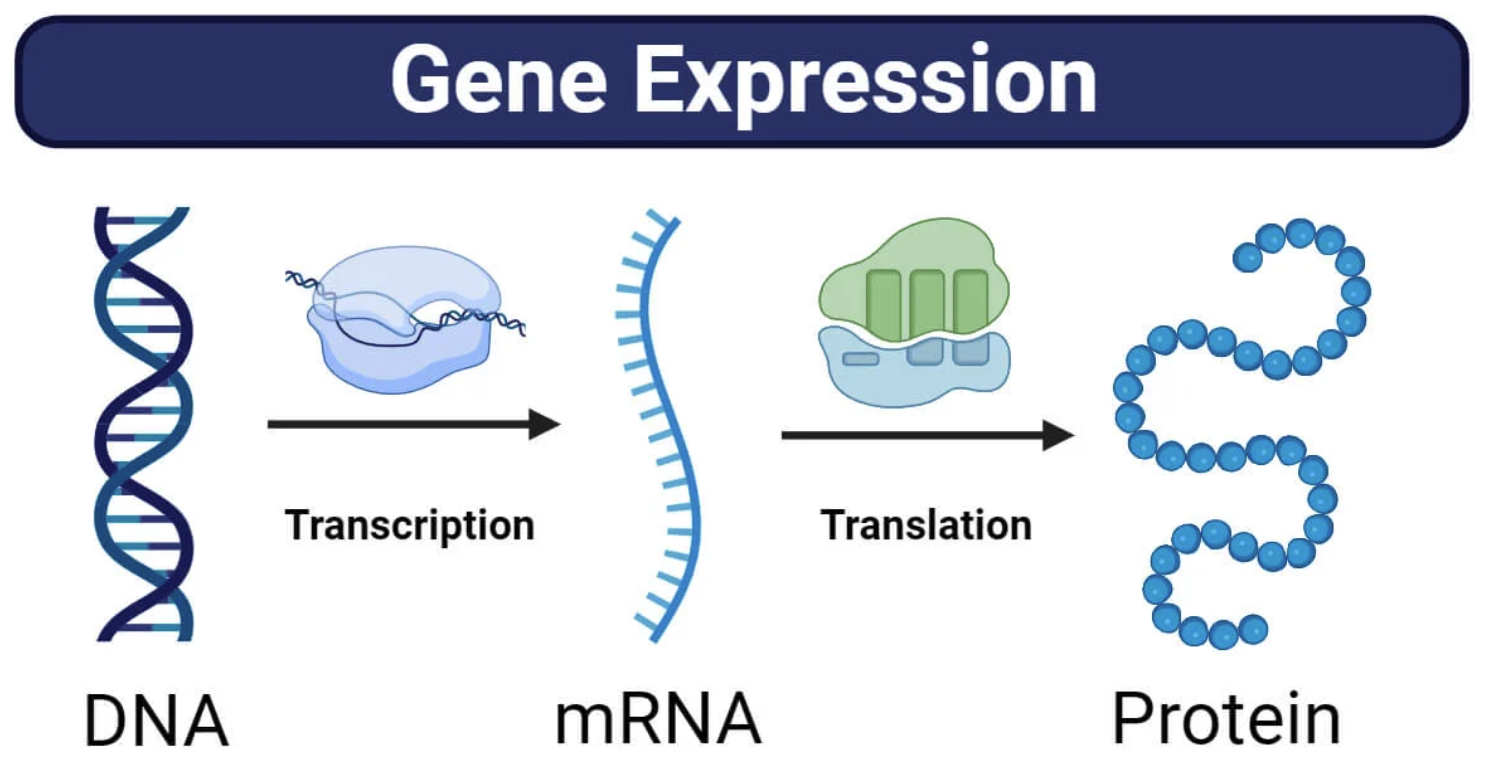 Gene Expression
Transcription
Translation
DNA
mRNA
Protein